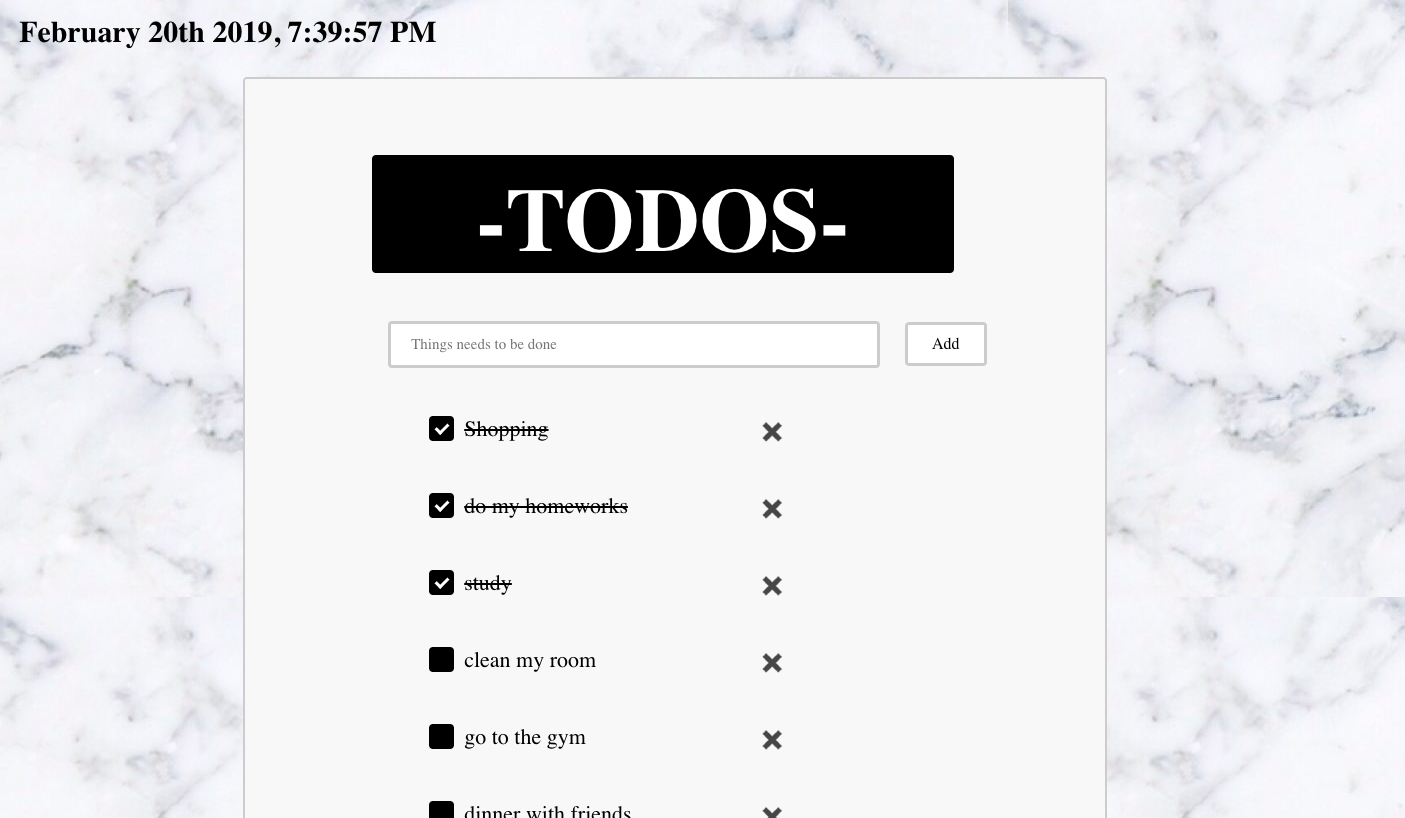 February 20th 2019, 7:39:57 PM
-TODOS-
Things needs to be done
Add
Shopping
do my homeworks
study
clean my room
go to the gym
dinner with friends